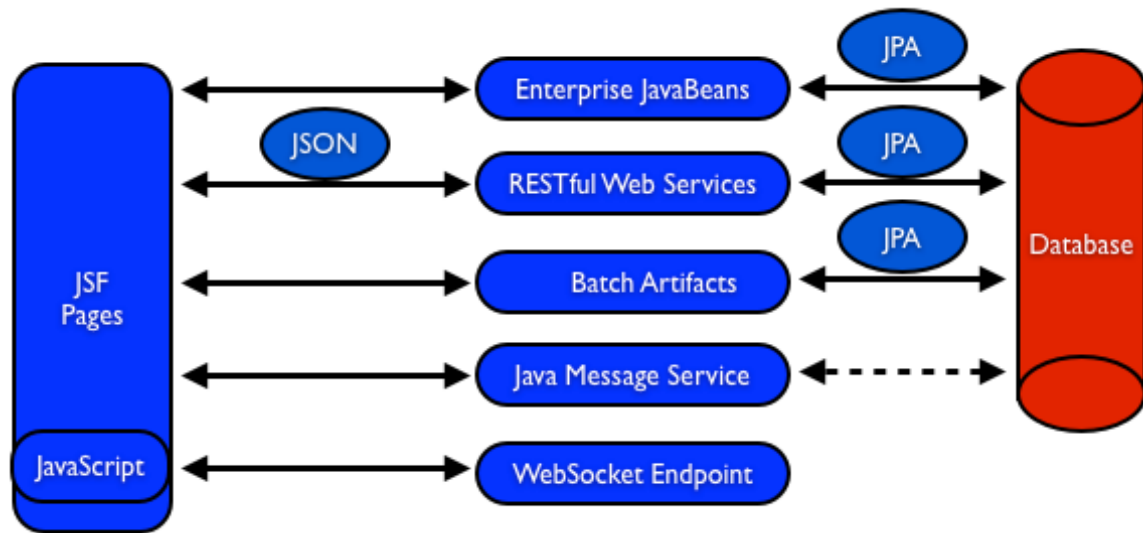 JPA
Enterprise JavaBeans
JSON
JPA
RESTful Web Services
JPA
Database
JSF
Pages
Batch Artifacts
Java Message Service
JavaScript
WebSocket Endpoint